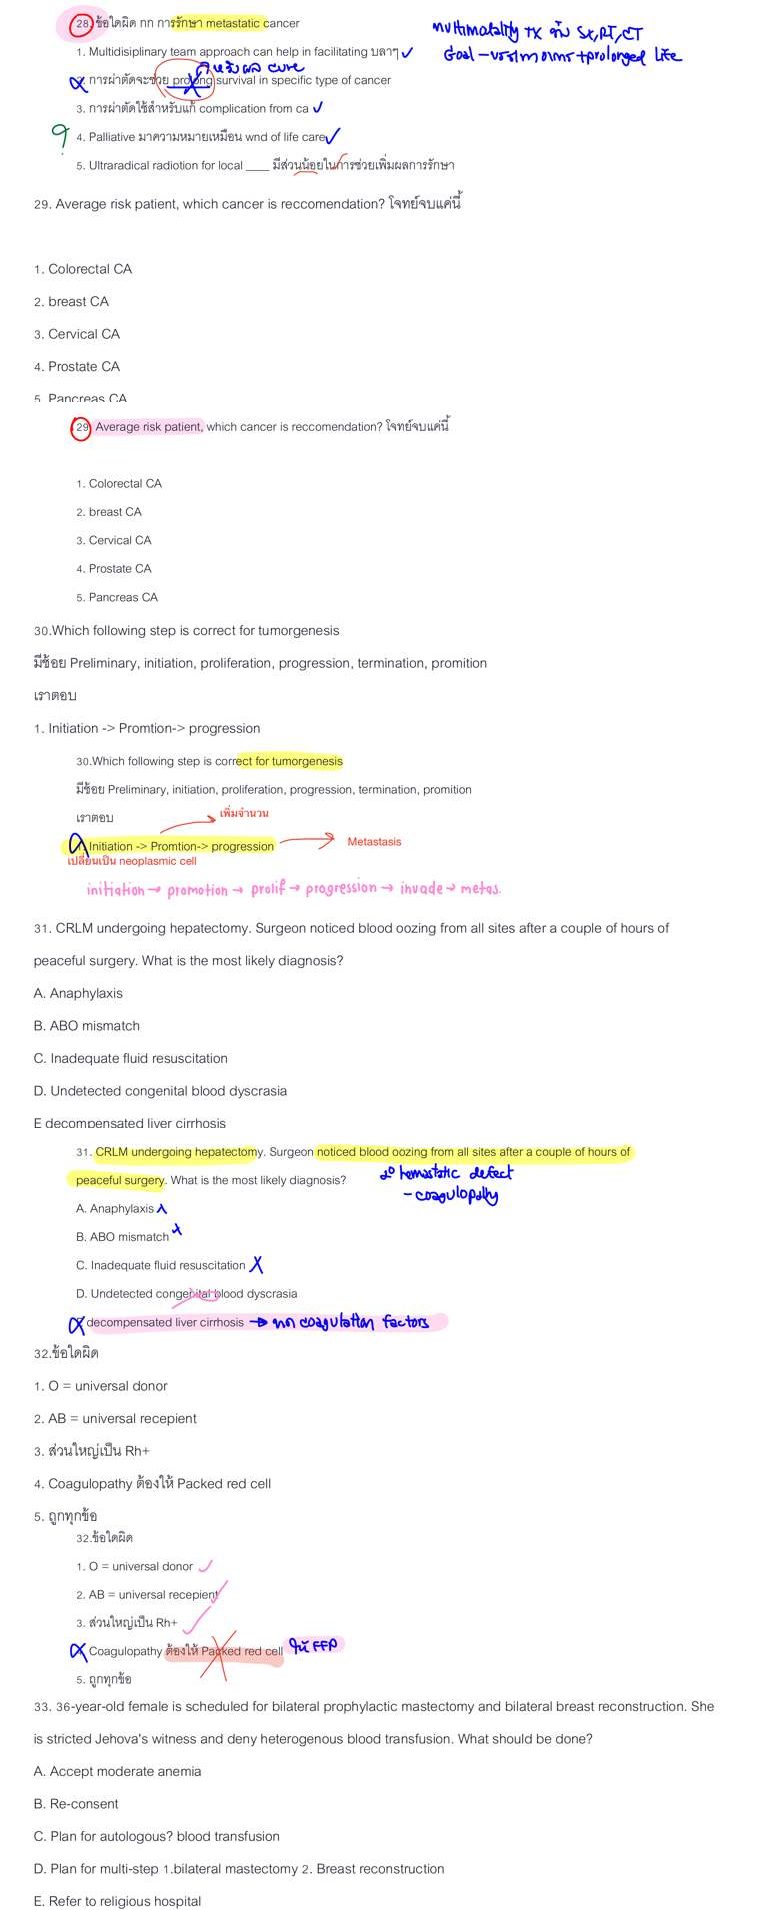 28.ข้อใดผิด กก การรักษา metastatic cancer
multimodality tx ทั้ง Sx, RT, CT
Goal - บรรเทาอาการ + prolonged life
1. Multidisiplinary team approach can help in facilitating บลาๆ ✓
cure
2. การผ่าตัดจะช่วย prolong survival in specific type of cancer
3. การผ่าตัดใช้สำหรับแก้ complication from ca ✓
? 4. Palliative มาความหมายเหมือน wnd of life care ✓
5. Ultraradical radiotion for local ____ มีส่วนน้อยในการช่วยเพิ่มผลการรักษา
29. Average risk patient, which cancer is reccomendation? โจทย์จบแค่นี้
1. Colorectal CA
2. breast CA
3. Cervical CA
4. Prostate CA
5. Pancreas CA
29. Average risk patient, which cancer is reccomendation? โจทย์จบแค่นี้
1. Colorectal CA
2. breast CA
3. Cervical CA
4. Prostate CA
5. Pancreas CA
30.Which following step is correct for tumorgenesis
มีช้อย Preliminary, initiation, proliferation, progression, termination, promition
เราตอบ
1. Initiation -> Promtion-> progression
30.Which following step is correct for tumorgenesis
มีช้อย Preliminary, initiation, proliferation, progression, termination, promition
เราตอบ
เพิ่มจำนวน
1. Initiation -> Promtion-> progression → Metastasis
เปลี่ยนเป็น neoplasmic cell
initiation → promotion → prolif → progression → invade → metas.
31. CRLM undergoing hepatectomy. Surgeon noticed blood oozing from all sites after a couple of hours of
peaceful surgery. What is the most likely diagnosis?
A. Anaphylaxis
B. ABO mismatch
C. Inadequate fluid resuscitation
D. Undetected congenital blood dyscrasia
E decompensated liver cirrhosis
31. CRLM undergoing hepatectomy. Surgeon noticed blood oozing from all sites after a couple of hours of
peaceful surgery. What is the most likely diagnosis?
2° hemostatic defect
- coagulopathy
A. Anaphylaxis
B. ABO mismatch
C. Inadequate fluid resuscitation
D. Undetected congenital blood dyscrasia
decompensated liver cirrhosis → coagulation factors
32.ข้อใดผิด
1. O = universal donor
2. AB = universal recepient
3. ส่วนใหญ่เป็น Rh+
4. Coagulopathy ต้องให้ Packed red cell
5. ถูกทุกข้อ
32.ข้อใดผิด
1. O = universal donor ✓
2. AB = universal recepient ✓
3. ส่วนใหญ่เป็น Rh+ ✓
4. Coagulopathy ต้องให้ Packed red cell ให้ FFP
5. ถูกทุกข้อ
33. 36-year-old female is scheduled for bilateral prophylactic mastectomy and bilateral breast reconstruction. She
is stricted Jehova's witness and deny heterogenous blood transfusion. What should be done?
A. Accept moderate anemia
B. Re-consent
C. Plan for autologous? blood transfusion
D. Plan for multi-step 1.bilateral mastectomy 2. Breast reconstruction
E. Refer to religious hospital